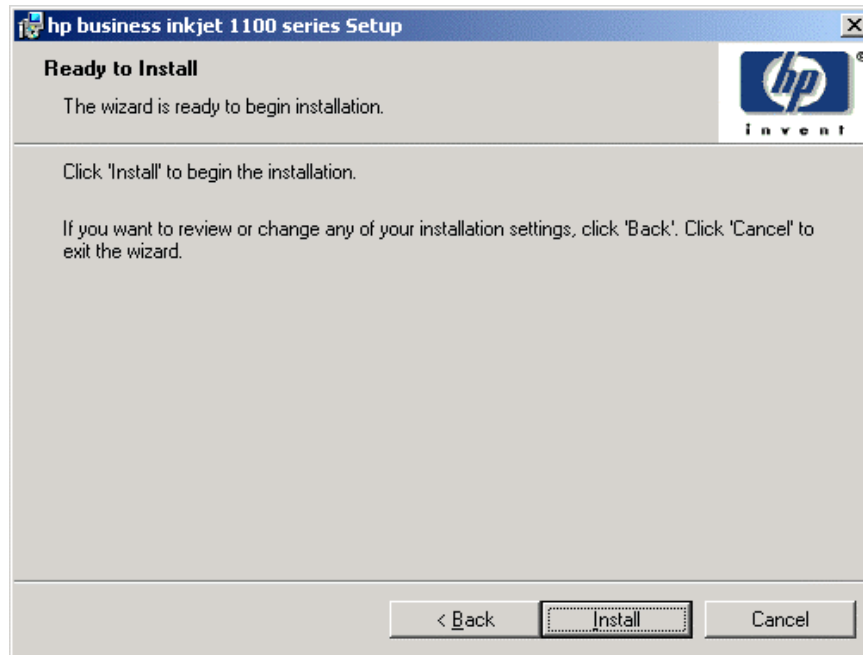 hp business inkjet 1100 series Setup
Ready to Install
The wizard is ready to begin installation.
hp
®
invent
Click 'Install' to begin the installation.
If you want to review or change any of your installation settings, click 'Back'. Click 'Cancel' to
exit the wizard.
< Back
Install
Cancel